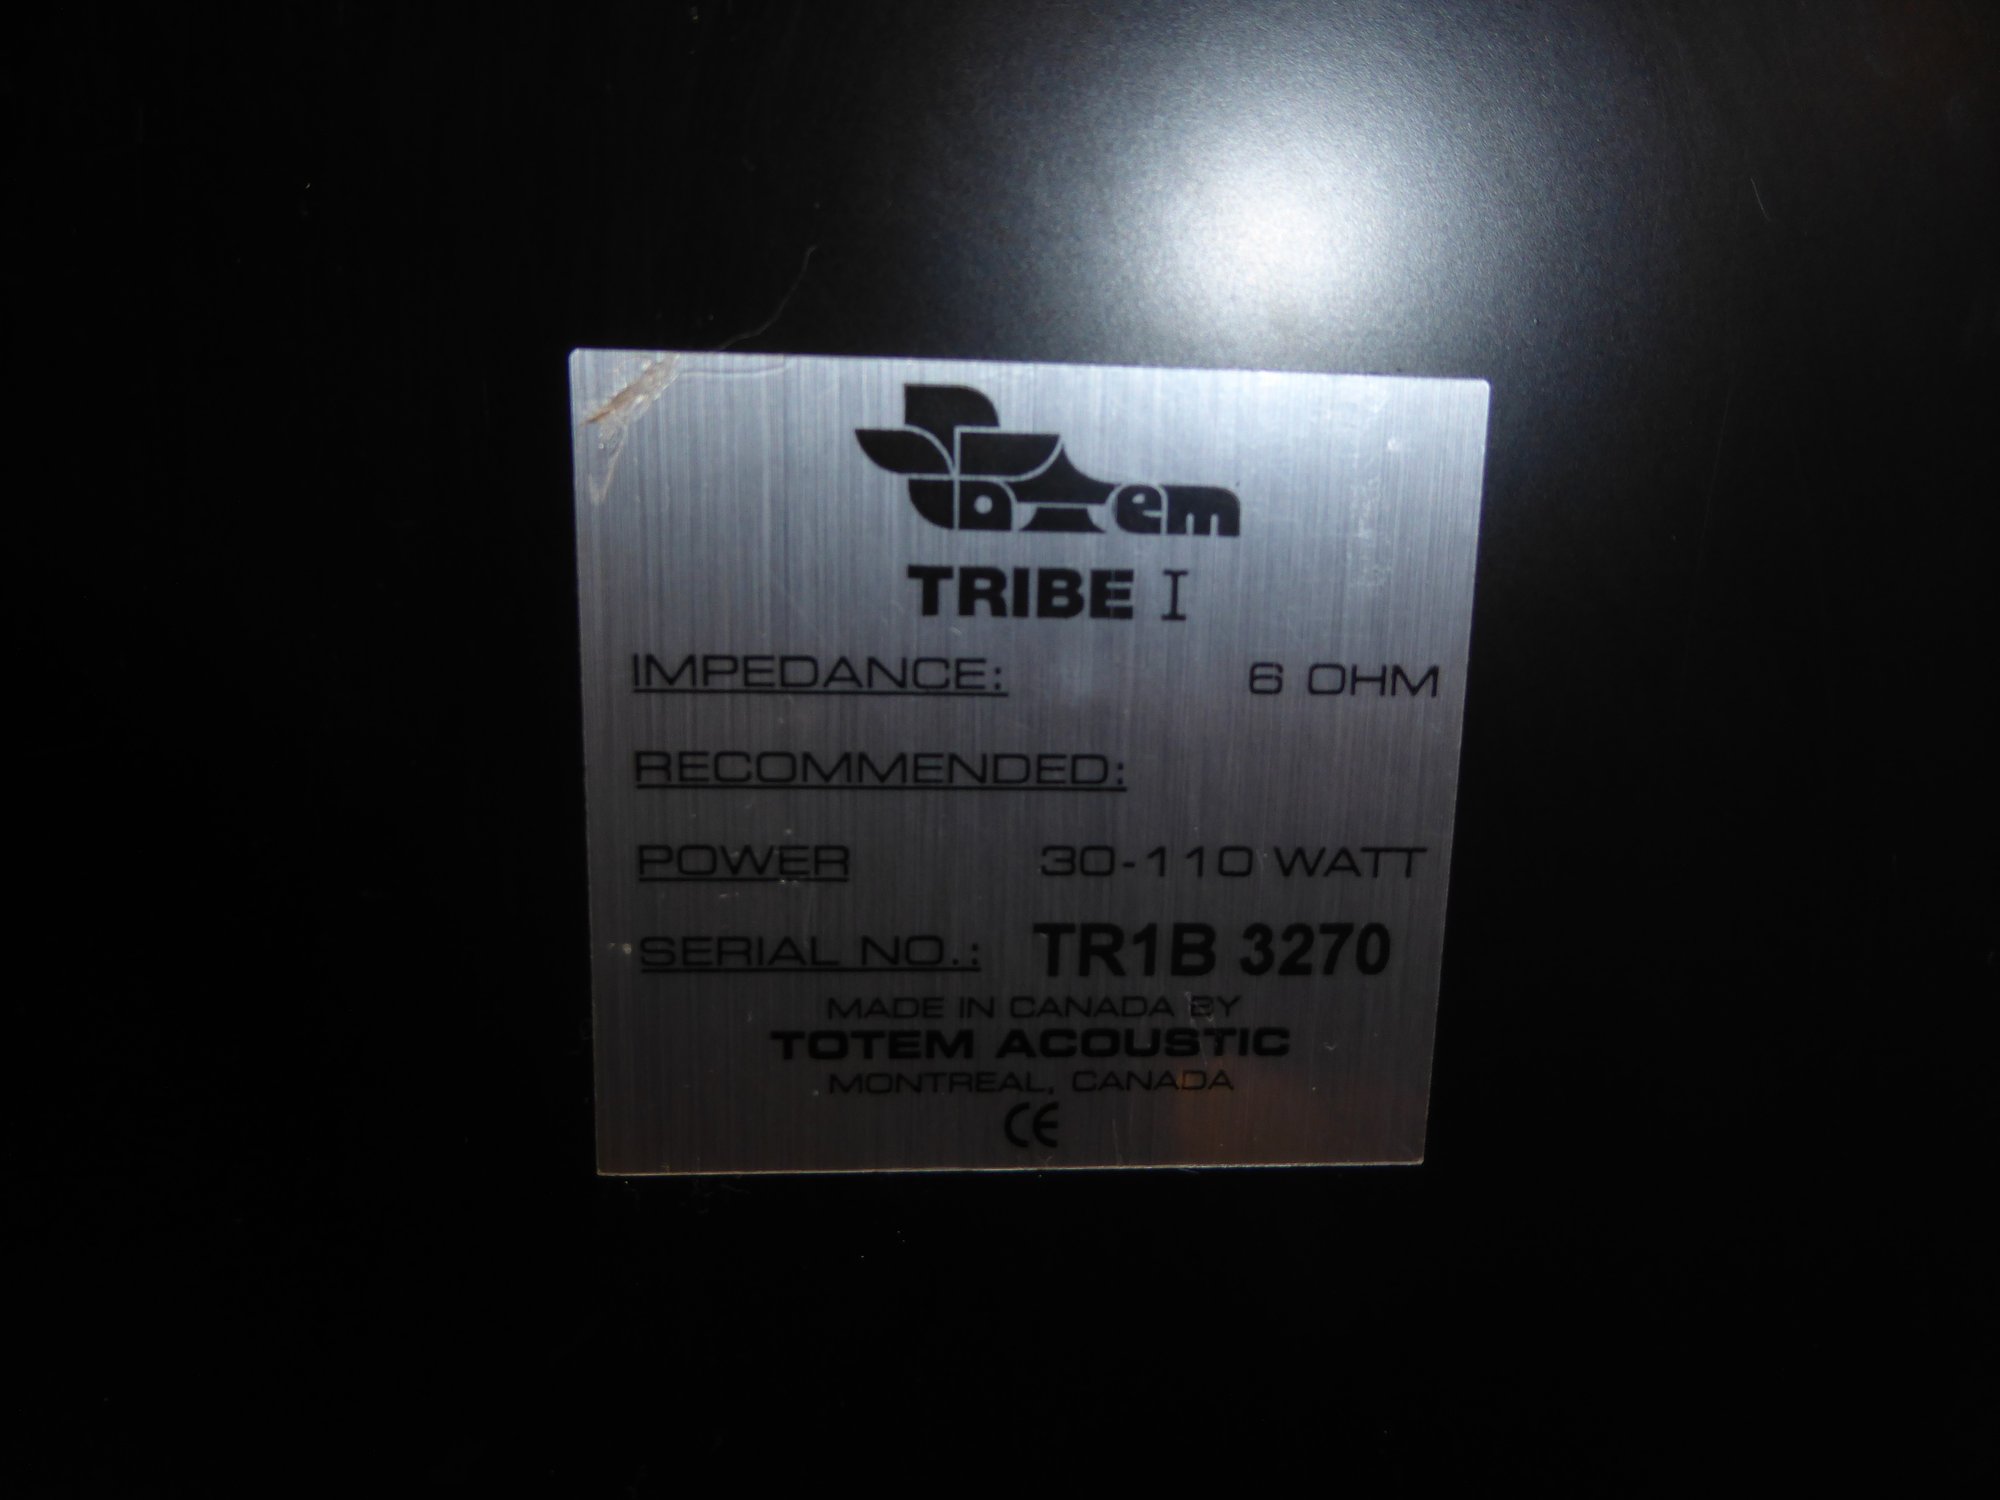 Totem
TRIBE I
IMPEDANCE: 6 OHM
RECOMMENDED:
POWER 30-110 WATT
SERIAL NO.: TR1B 3270
MADE IN CANADA BY
TOTEM ACOUSTIC
MONTREAL, CANADA
CE